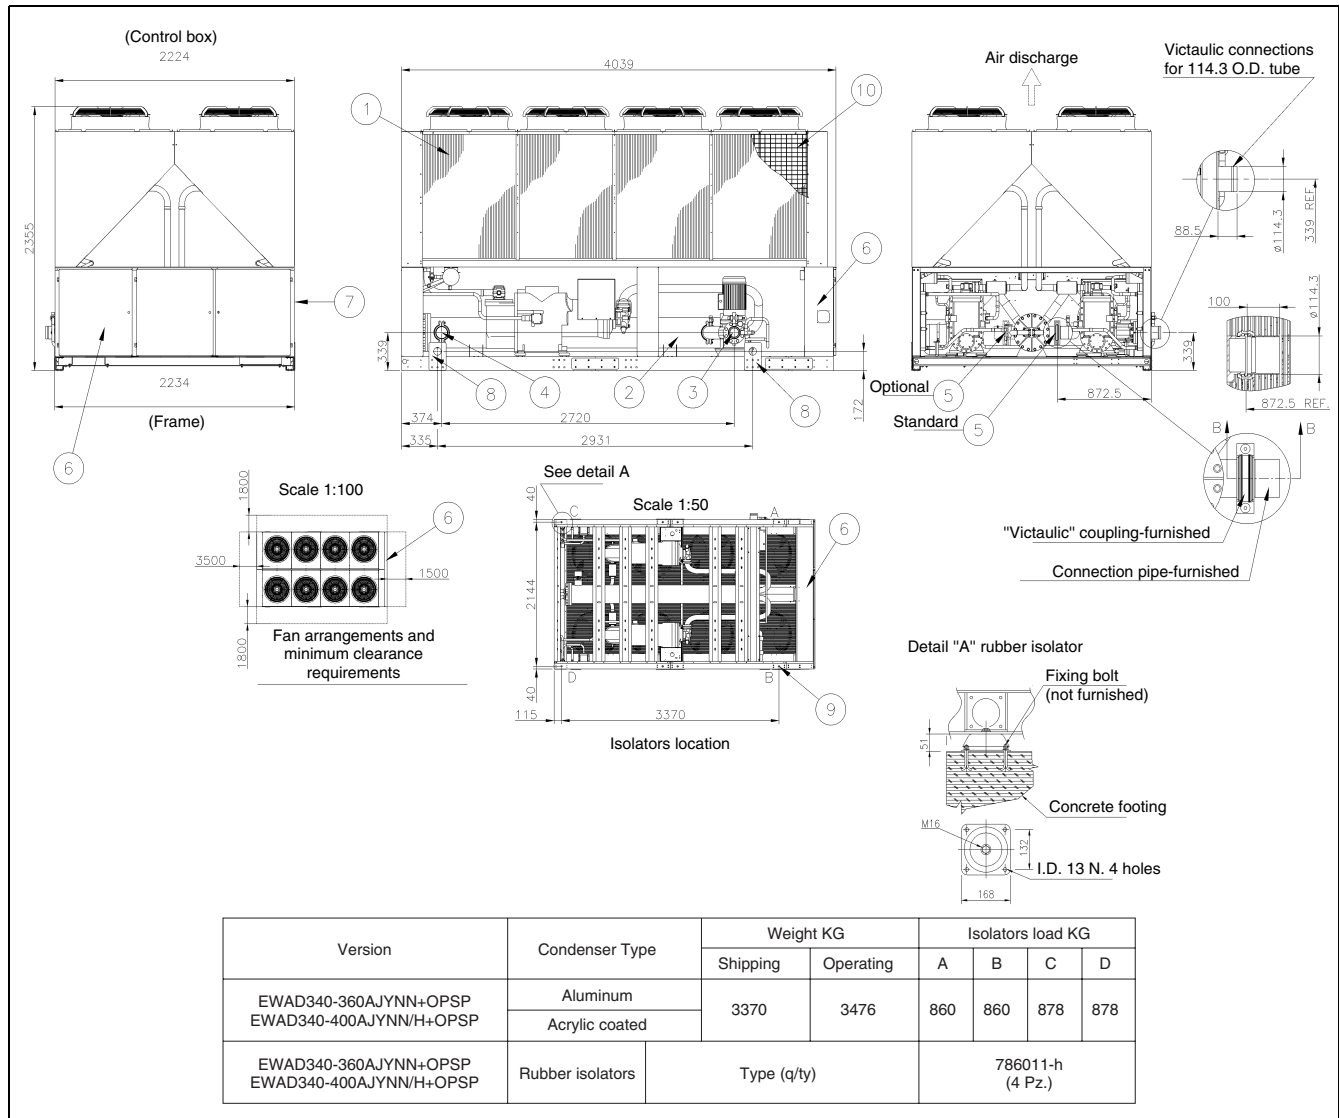 (Control box)
2224
2355
7
2234
(Frame)
6
4039
1
10
6
339
8
4
2
3
8
172
374
2720
335
2931
Air discharge
Victaulic connections
for 114.3 O.D. tube
88.5
ø114.3
339 REF.
100
ø114.3
872.5 REF.
339
Optional
5
872.5
Standard
5
B
B
"Victaulic" coupling-furnished
Connection pipe-furnished
Scale 1:100
1800
6
3500
1500
1800
Fan arrangements and
minimum clearance
requirements
See detail A
Scale 1:50
40
C
A
6
2144
40
D
B
9
115
3370
Isolators location
Detail "A" rubber isolator
Fixing bolt
(not furnished)
51
Concrete footing
M16
132
I.D. 13 N. 4 holes
168
Version
Condenser Type
Weight KG
Isolators load KG
Shipping
Operating
A
B
C
D
EWAD340-360AJYNN+OPSP
EWAD340-400AJYNN/H+OPSP
Aluminum
Acrylic coated
3370
3476
860
860
878
878
EWAD340-360AJYNN+OPSP
EWAD340-400AJYNN/H+OPSP
Rubber isolators
Type (q/ty)
786011-h
(4 Pz.)